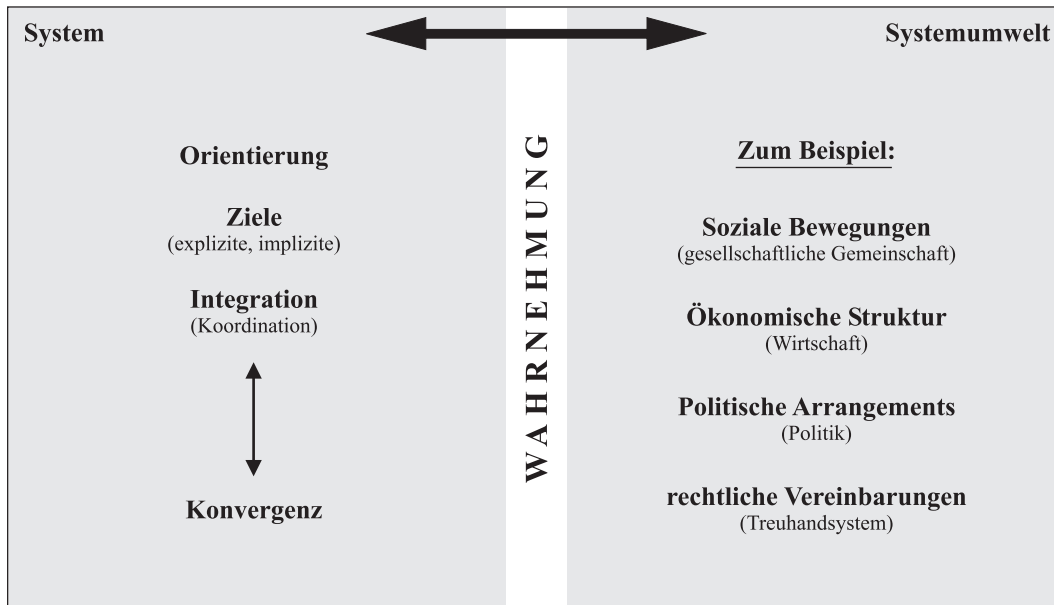 System
Systemumwelt
Orientierung
Ziele
(explizite, implizite)
Integration
(Koordination)
Konvergenz
WAHRNEHMUNG
Zum Beispiel:
Soziale Bewegungen
(gesellschaftliche Gemeinschaft)
Ökonomische Struktur
(Wirtschaft)
Politische Arrangements
(Politik)
rechtliche Vereinbarungen
(Treuhandsystem)